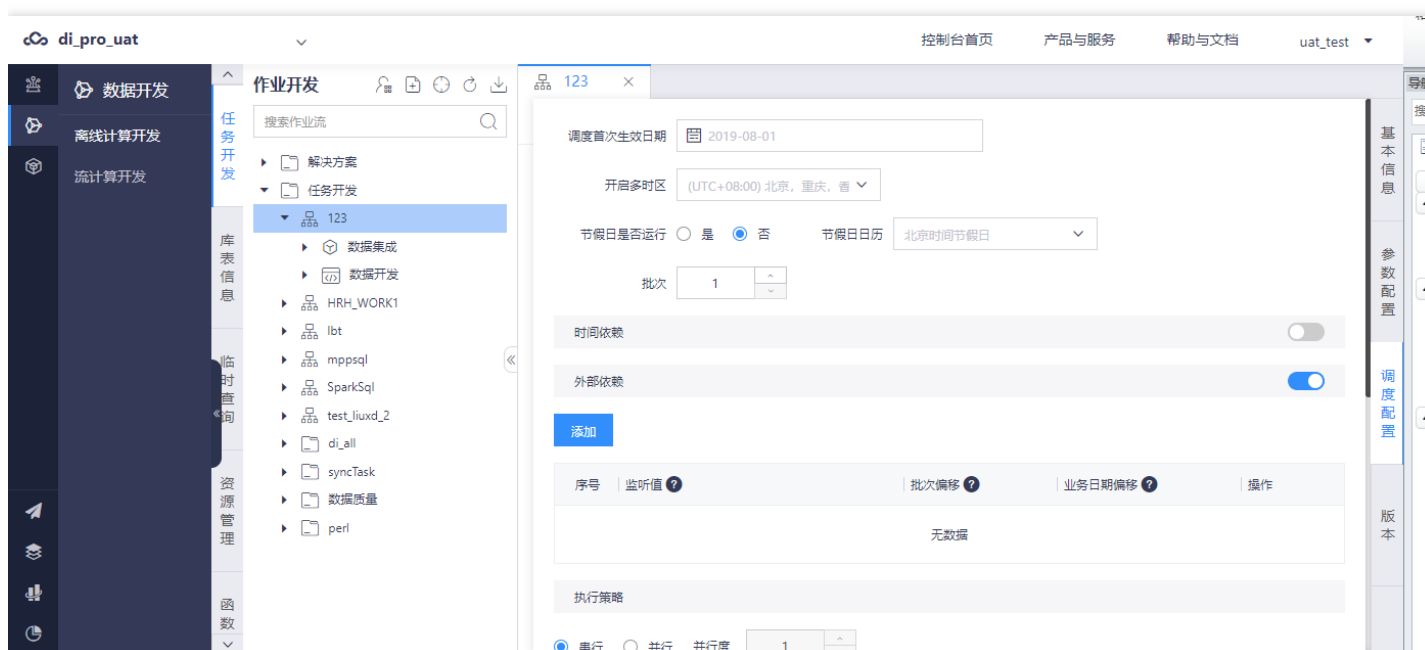 di_pro_uat
控制台首页 产品与服务 帮助与文档 uat_test
数据开发
离线计算开发
流计算开发
任务开发
库表信息
临时查询
资源管理
函数
作业开发
搜索作业流
解决方案
任务开发
123
数据集成
数据开发
HRH_WORK1
lbt
mppsql
SparkSql
test_liuxd_2
di_all
syncTask
数据质量
perl
123
调度首次生效日期 2019-08-01
开启多时区 (UTC+08:00) 北京，重庆，香
节假日是否运行 是 否 节假日日历 北京时间节假日
批次 1
时间依赖
外部依赖
添加
序号 监听值 批次偏移 业务日期偏移 操作
无数据
执行策略
串行 并行 并行度 1
基本信息
参数配置
调度配置
版本